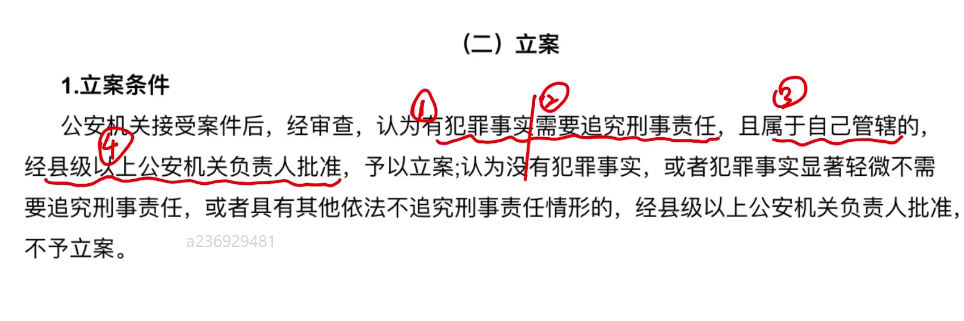 （二）立案
1.立案条件
① ② ③
公安机关接受案件后，经审查，认为有犯罪事实需要追究刑事责任，且属于自己管辖的，
④
经县级以上公安机关负责人批准，予以立案;认为没有犯罪事实，或者犯罪事实显著轻微不需
要追究刑事责任，或者具有其他依法不追究刑事责任情形的，经县级以上公安机关负责人批准，
不予立案。
a236929481